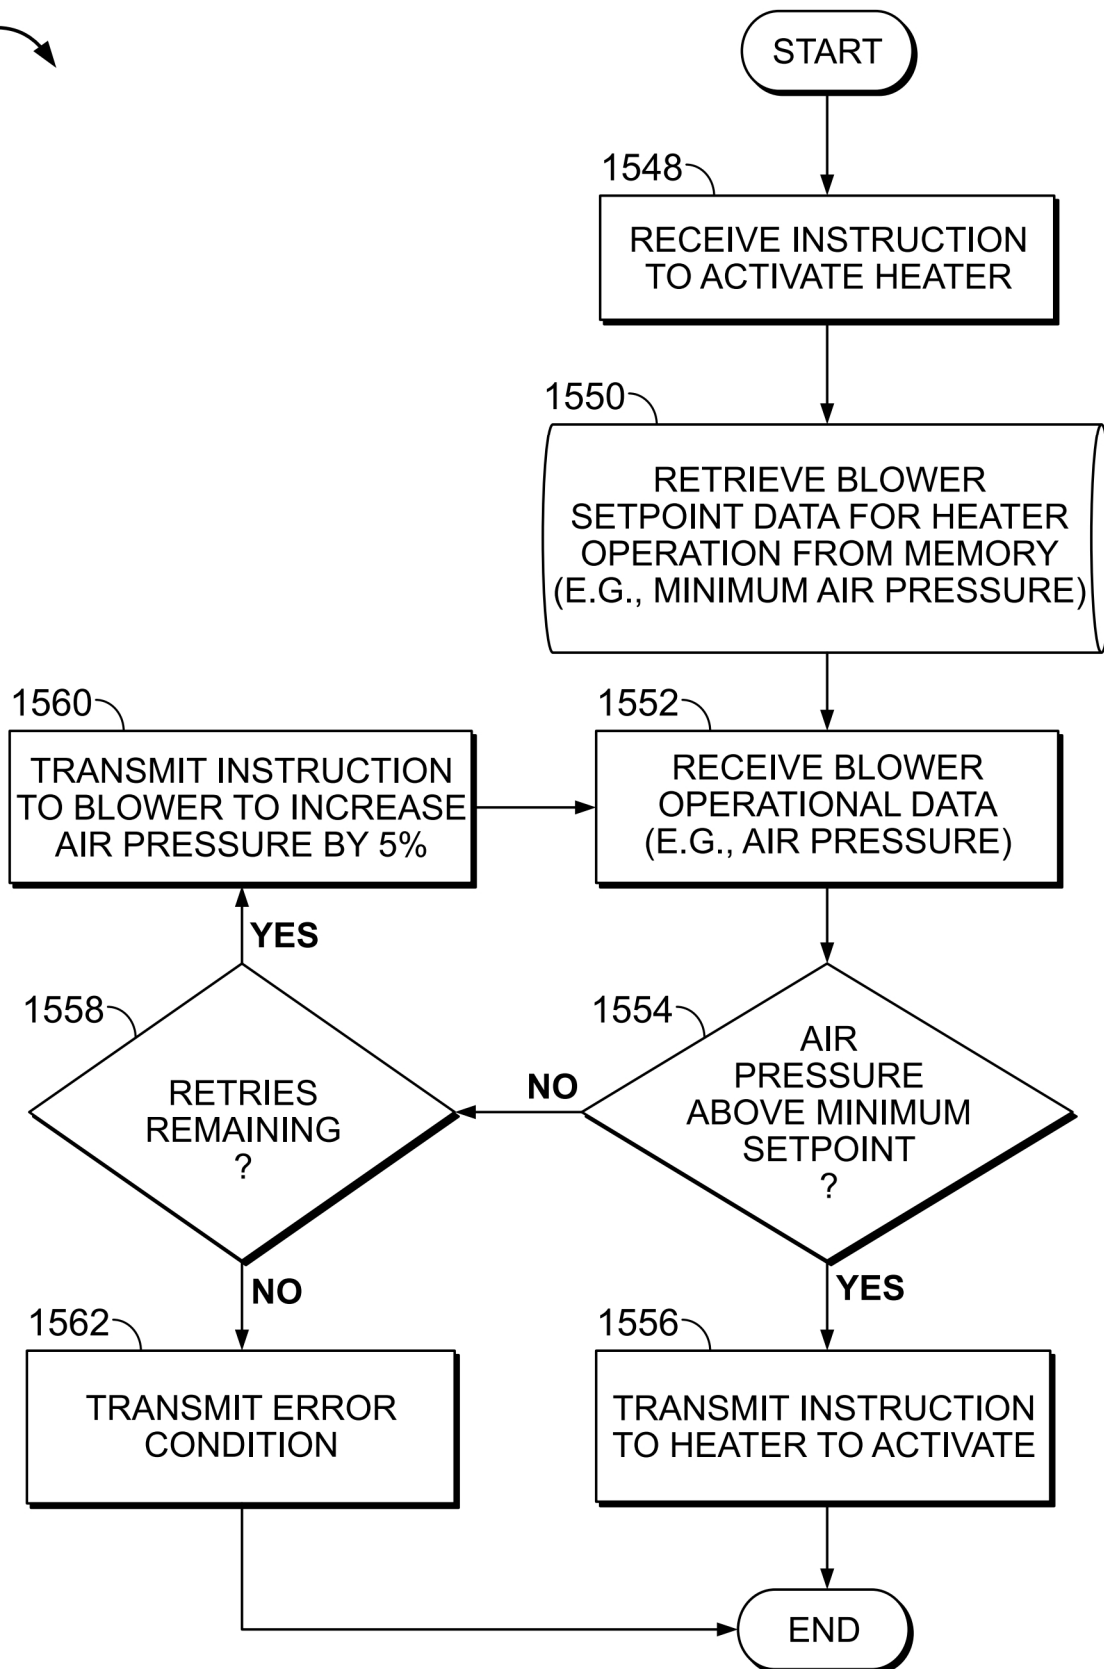 START
1548
RECEIVE INSTRUCTION
TO ACTIVATE HEATER
1550
RETRIEVE BLOWER
SETPOINT DATA FOR HEATER
OPERATION FROM MEMORY
(E.G., MINIMUM AIR PRESSURE)
1560
TRANSMIT INSTRUCTION
TO BLOWER TO INCREASE
AIR PRESSURE BY 5%
1552
RECEIVE BLOWER
OPERATIONAL DATA
(E.G., AIR PRESSURE)
YES
1558
RETRIES
REMAINING
?
NO
1554
AIR
PRESSURE
ABOVE MINIMUM
SETPOINT
?
NO
YES
1562
TRANSMIT ERROR
CONDITION
1556
TRANSMIT INSTRUCTION
TO HEATER TO ACTIVATE
END